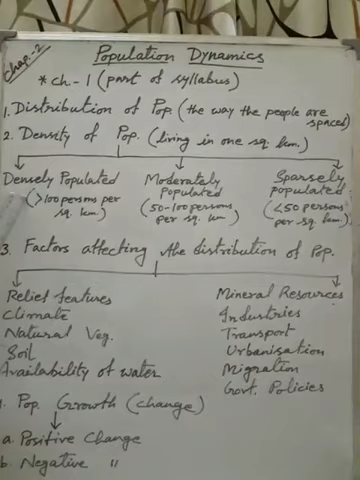 Chap.-2
Population Dynamics
* Ch.-1 (part of syllabus)
1. Distribution of Pop. (the way the people are spaced)
2. Density of Pop. (living in one sq. km.)
Densely Populated
(>100 persons per
sq. km.
Moderately
populated
(50-100 persons
per sq. km)
Sparsely
populated
(<50 persons
per sq. km.)
3. Factors affecting the distribution of Pop.
Relief features
Climate
Natural Veg.
Soil
Availability of water
Mineral Resources
Industries
Transport
Urbanisation
Migration
Govt. Policies
Pop. Growth (change)
a. Positive Change
b. Negative "